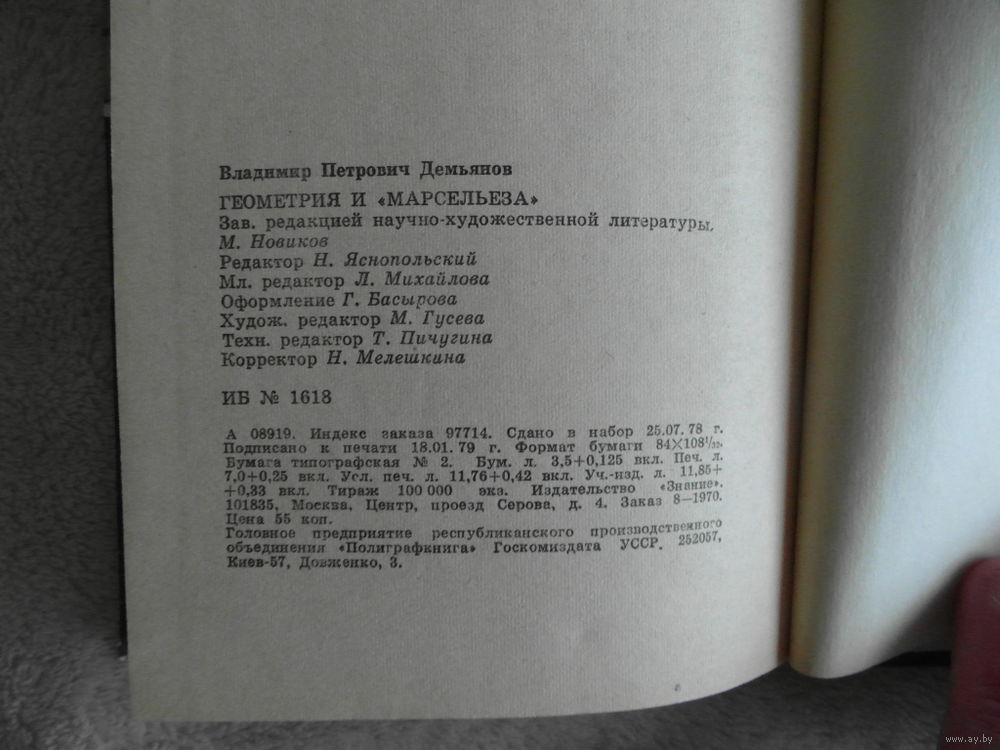 Владимир Петрович Демьянов
ГЕОМЕТРИЯ И «МАРСЕЛЬЕЗА»
Зав. редакцией научно-художественной литературы.
М. Новиков
Редактор Н. Яснопольский
Мл. редактор Л. Михайлова
Оформление Г. Басырова
Худож. редактор М. Гусева
Техн. редактор Т. Пичугина
Корректор Н. Мелешкина
ИБ № 1618
А 08919. Индекс заказа 97714. Сдано в набор 25.07. 78 г.
Подписано к печати 18.01. 79 г. Формат бумаги 84×108¹/₃₂.
Бумага типографская № 2. Бум. л. 3,5+0,125 вкл. Печ. л.
7,0+0,25 вкл. Усл. печ. л. 11,76+0,42 вкл. Уч.-изд. л. 11,85+
+0,33 вкл. Тираж 100 000 экз. Издательство «Знание».
101835, Москва, Центр, проезд Серова, д. 4. Заказ 8—1970.
Цена 55 коп.
Головное предприятие республиканского производственного
объединения «Полиграфкнига» Госкомиздата УССР. 252057,
Киев-57, Довженко, 3.
www.ay.by